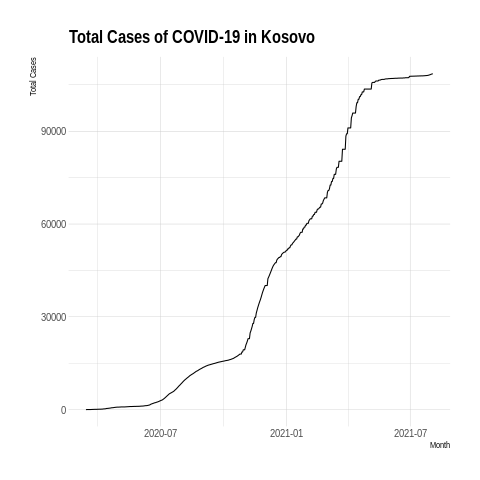 Total Cases of COVID-19 in Kosovo
Total Cases
90000
60000
30000
0
2020-07
2021-01
2021-07
Month